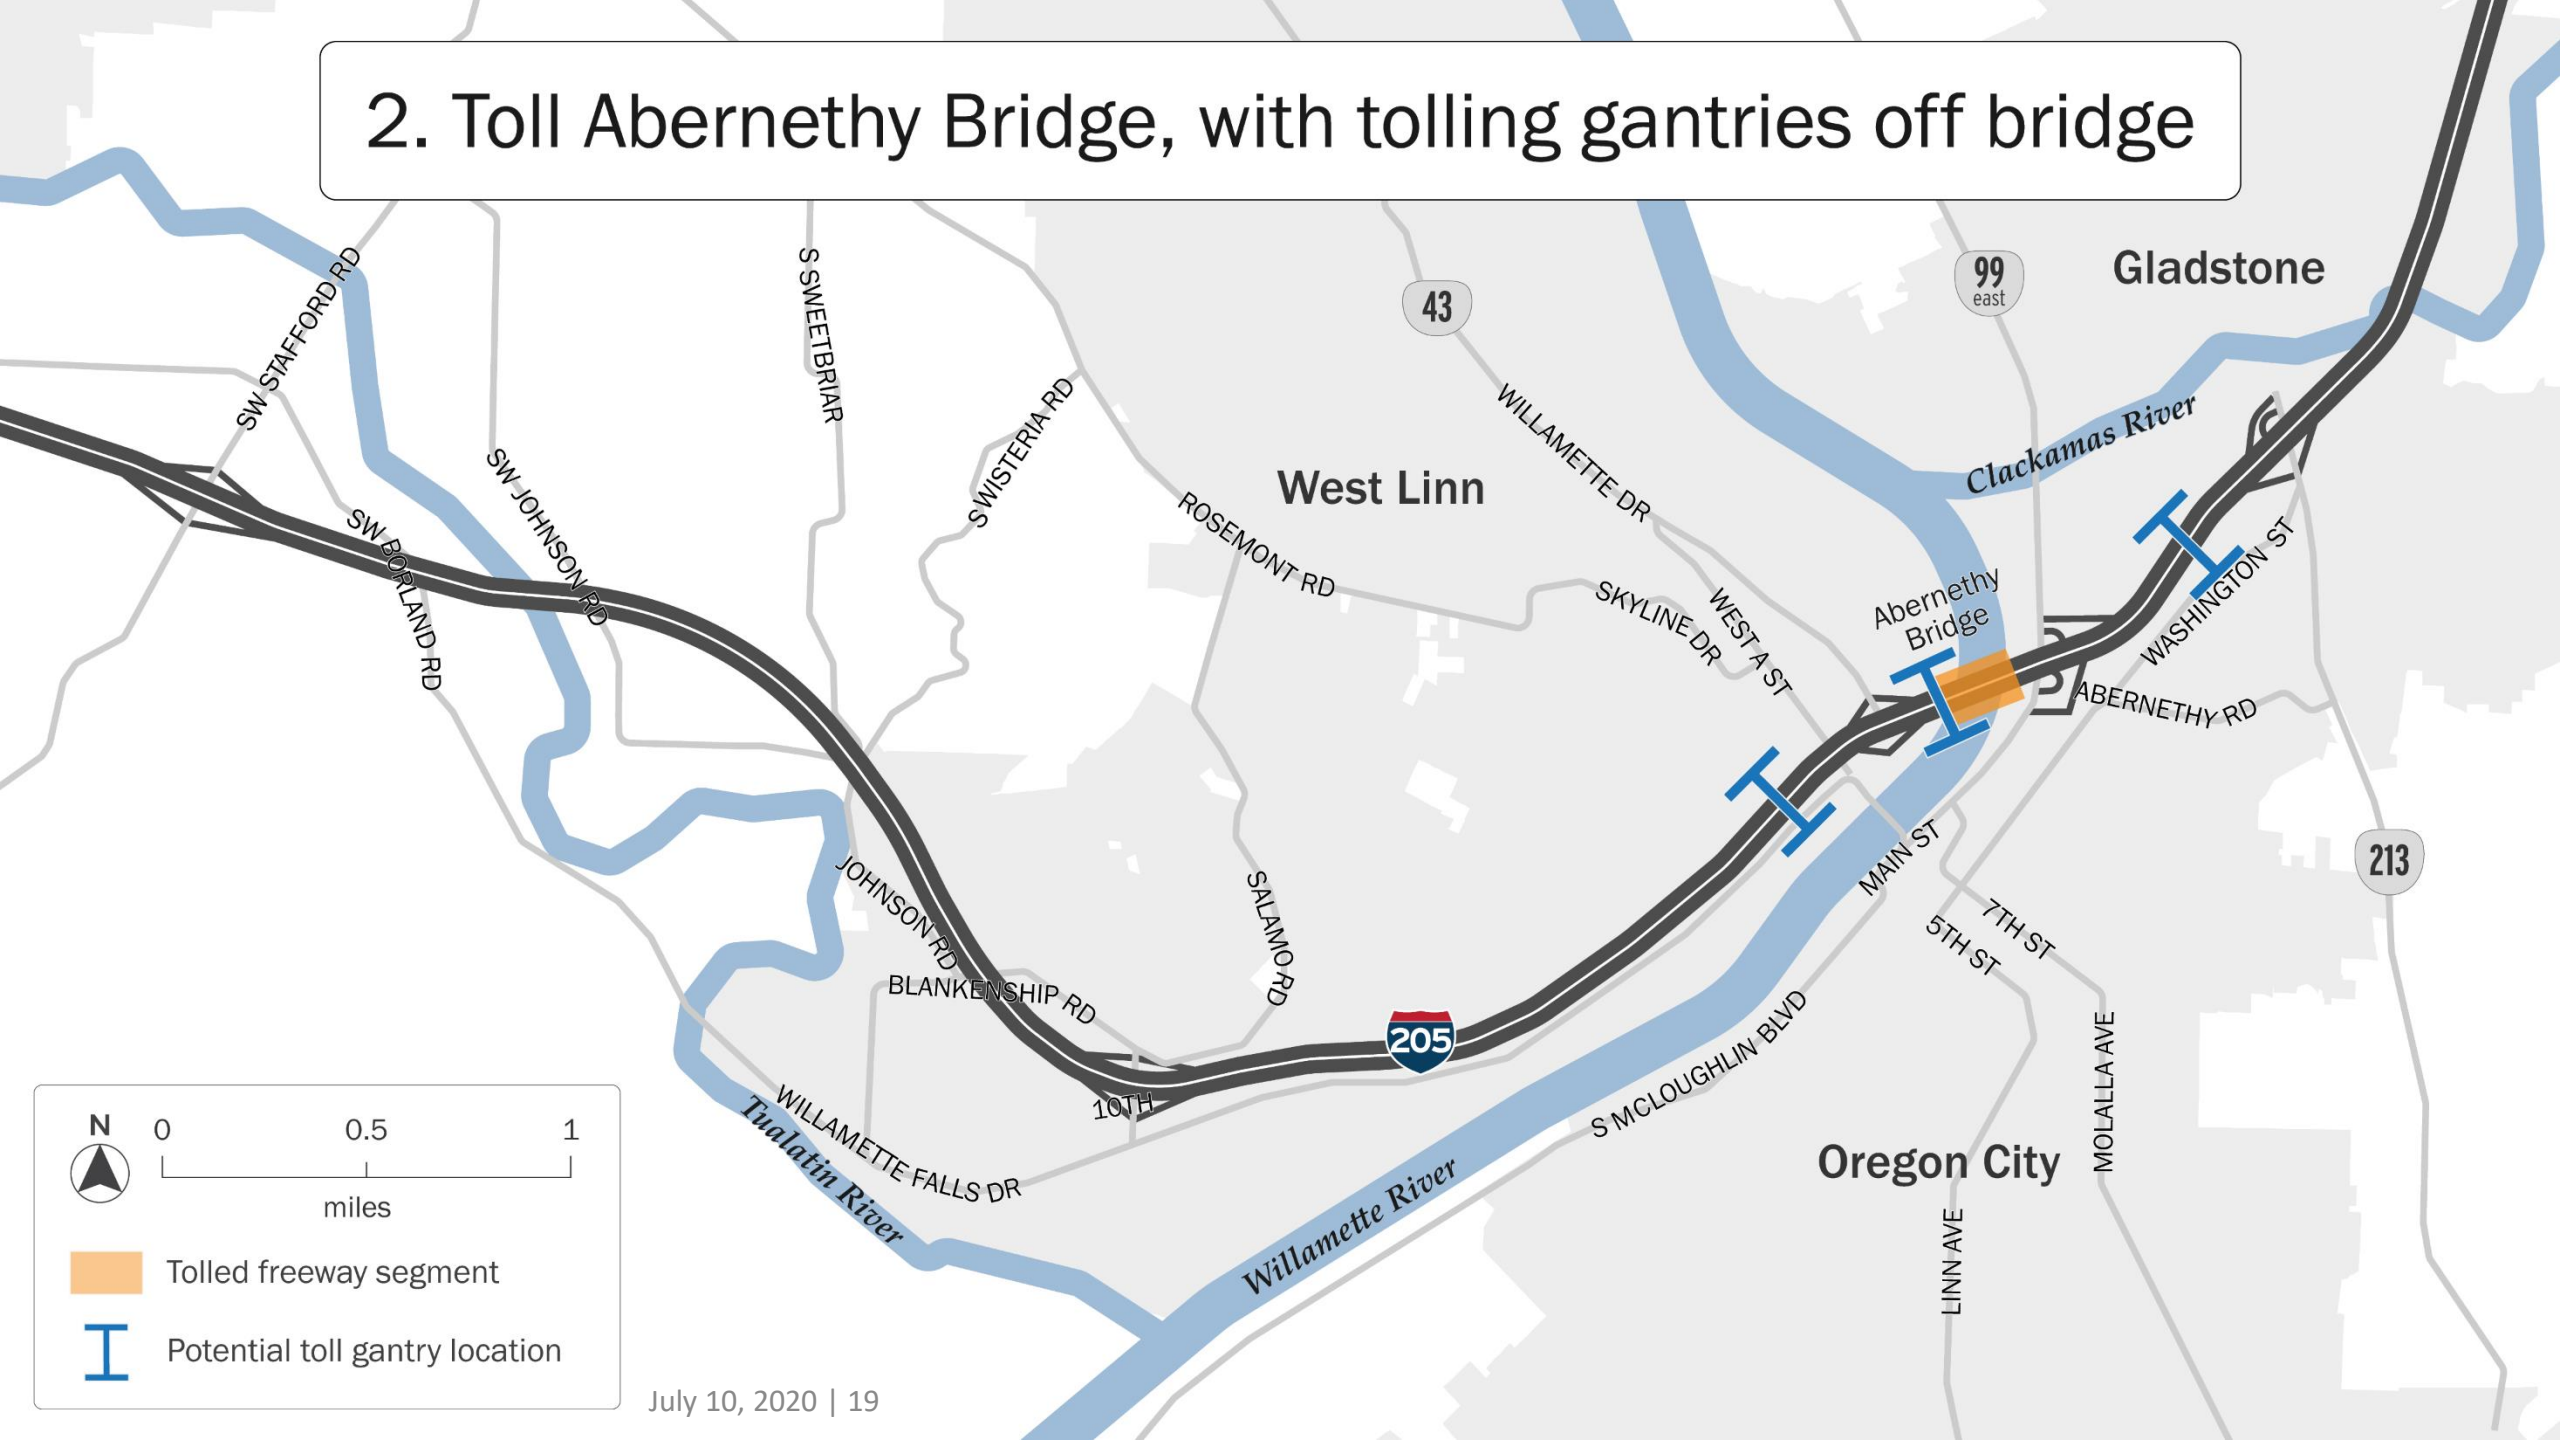 2. Toll Abernethy Bridge, with tolling gantries off bridge
SW STAFFORD RD
S SWEETBRIAR
43
99
east
Gladstone
SW JOHNSON RD
S WISTERIA RD
WILLAMETTE DR
Clackamas River
West Linn
ROSEMONT RD
SW BORLAND RD
SKYLINE DR
WEST A ST
Abernethy
Bridge
WASHINGTON ST
ABERNETHY RD
JOHNSON RD
SALAMO RD
MAIN ST
213
7TH ST
5TH ST
BLANKENSHIP RD
205
10TH
S MCLOUGHLIN BLVD
MOLALLA AVE
WILLAMETTE FALLS DR
Tualatin River
Willamette River
Oregon City
LINN AVE
N
0 0.5 1
miles
Tolled freeway segment
Potential toll gantry location
July 10, 2020 | 19